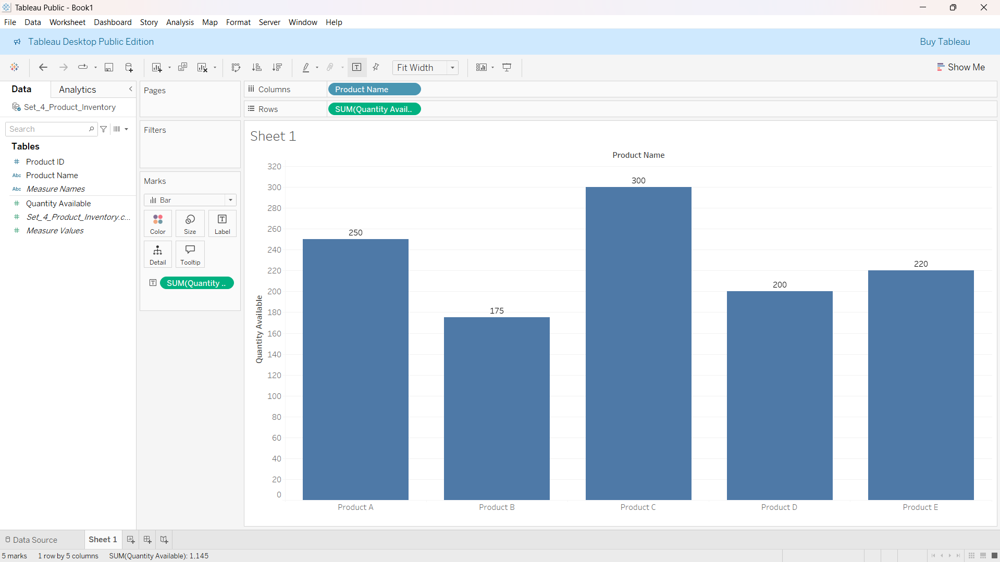 Tableau Public - Book1
File Data Worksheet Dashboard Story Analysis Map Format Server Window Help
Tableau Desktop Public Edition
Buy Tableau
Fit Width
Show Me
Data
Analytics
Set_4_Product_Inventory
Search
Tables
Product ID
Abc Product Name
Abc Measure Names
Quantity Available
Set_4_Product_Inventory.c...
Measure Values
Pages
Filters
Marks
Bar
Color
Size
T
Label
Detail
Tooltip
T SUM(Quantity ..
Columns
Product Name
Rows
SUM(Quantity Avail..
Sheet 1
Product Name
Quantity Available
320
300
280
260
240
220
200
180
160
140
120
100
80
60
40
20
0
250
175
300
200
220
Product A
Product B
Product C
Product D
Product E
Data Source
Sheet 1
5 marks
1 row by 5 columns
SUM(Quantity Available): 1,145